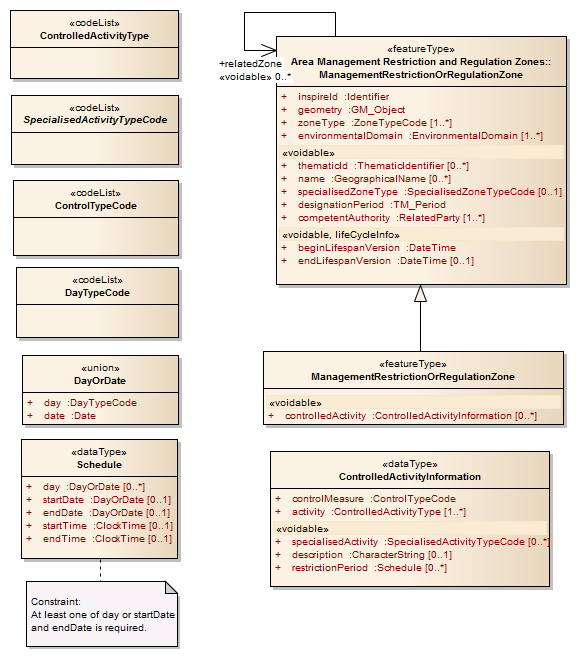 «codeList»
ControlledActivityType
«codeList»
SpecialisedActivityTypeCode
«codeList»
ControlTypeCode
«codeList»
DayTypeCode
«union»
DayOrDate
+ day :DayTypeCode
+ date :Date
«dataType»
Schedule
+ day :DayOrDate [0..*]
+ startDate :DayOrDate [0..1]
+ endDate :DayOrDate [0..1]
+ startTime :ClockTime [0..1]
+ endTime :ClockTime [0..1]
Constraint:
At least one of day or startDate
and endDate is required.
+relatedZone
«voidable» 0..*
«featureType»
Area Management Restriction and Regulation Zones::
ManagementRestrictionOrRegulationZone
+ inspireId :Identifier
+ geometry :GM_Object
+ zoneType :ZoneTypeCode [1..*]
+ environmentalDomain :EnvironmentalDomain [1..*]
«voidable»
+ thematicId :ThematicIdentifier [0..*]
+ name :GeographicalName [0..*]
+ specialisedZoneType :SpecialisedZoneTypeCode [0..1]
+ designationPeriod :TM_Period
+ competentAuthority :RelatedParty [1..*]
«voidable, lifeCycleInfo»
+ beginLifespanVersion :DateTime
+ endLifespanVersion :DateTime [0..1]
«featureType»
ManagementRestrictionOrRegulationZone
«voidable»
+ controlledActivity :ControlledActivityInformation [0..*]
«dataType»
ControlledActivityInformation
+ controlMeasure :ControlTypeCode
+ activity :ControlledActivityType [1..*]
«voidable»
+ specialisedActivity :SpecialisedActivityTypeCode [0..*]
+ description :CharacterString [0..1]
+ restrictionPeriod :Schedule [0..*]